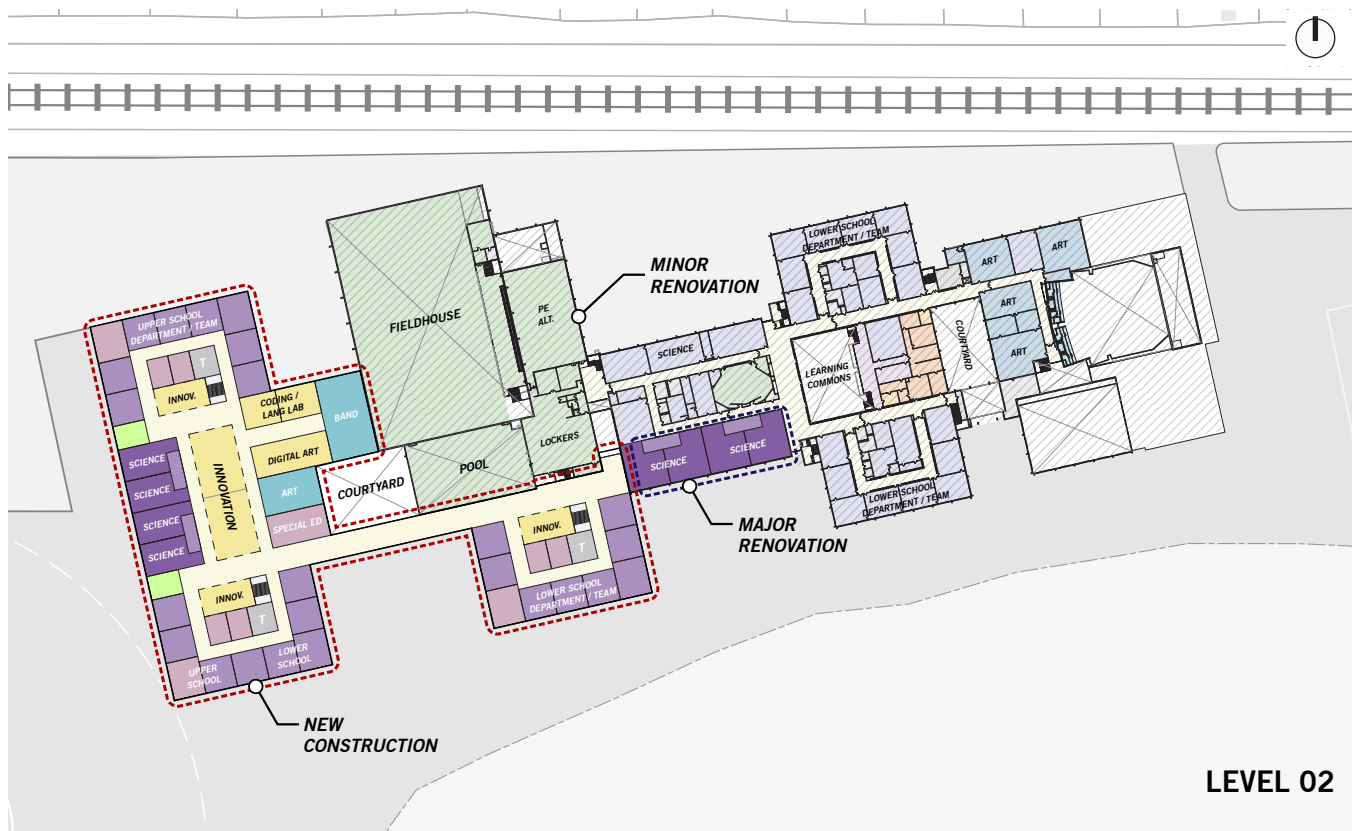 LOWER SCHOOL
DEPARTMENT / TEAM
ART
ART
MINOR
RENOVATION
PE
ALT.
FIELDHOUSE
ART
COURTYARD
UPPER SCHOOL
DEPARTMENT / TEAM
SCIENCE
ART
T
LEARNING
COMMONS
INNOV.
CODING /
LANG LAB
BAND
LOCKERS
DIGITAL ART
SCIENCE
SCIENCE
SCIENCE
POOL
COURTYARD
SCIENCE
INNOVATION
ART
LOWER SCHOOL
DEPARTMENT / TEAM
SCIENCE
SPECIAL ED
INNOV.
MAJOR
RENOVATION
SCIENCE
T
INNOV.
LOWER SCHOOL
DEPARTMENT / TEAM
T
LOWER
SCHOOL
UPPER
SCHOOL
NEW
CONSTRUCTION
LEVEL 02